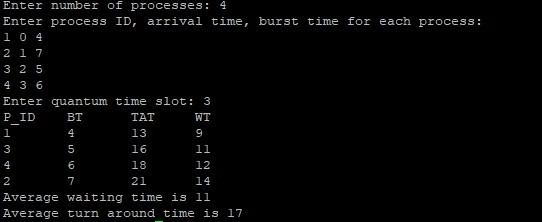 Enter number of processes: 4
Enter process ID, arrival time, burst time for each process:
1 0 4
2 1 7
3 2 5
4 3 6
Enter quantum time slot: 3
P_ID BT TAT WT
1 4 13 9
3 5 16 11
4 6 18 12
2 7 21 14
Average waiting time is 11
Average turn around time is 17